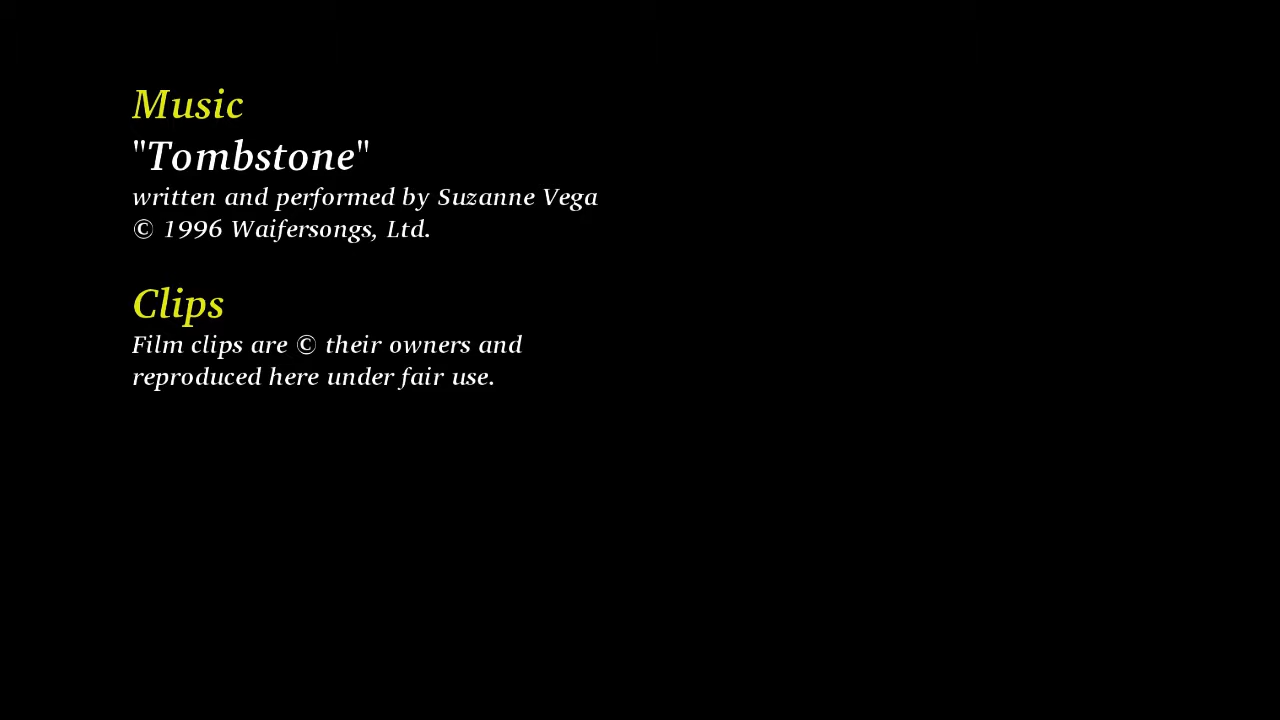 Music
"Tombstone"
written and performed by Suzanne Vega
© 1996 Waifersongs, Ltd.
Clips
Film clips are © their owners and
reproduced here under fair use.